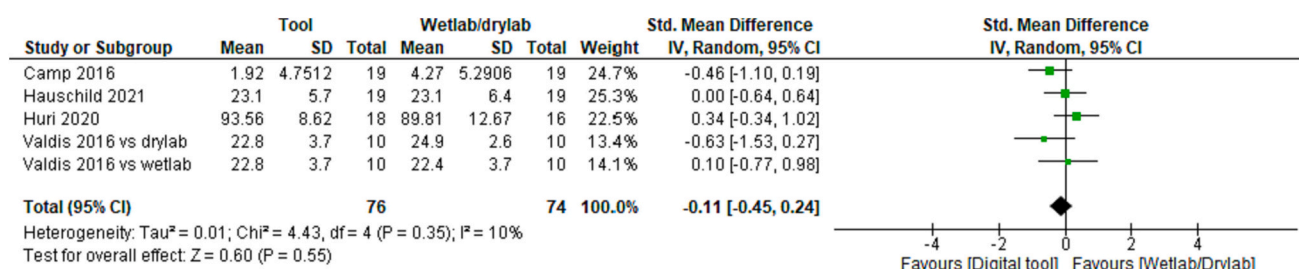 Tool Wetlab/drylab Std. Mean Difference Std. Mean Difference
Study or Subgroup Mean SD Total Mean SD Total Weight IV, Random, 95% CI IV, Random, 95% CI
Camp 2016 1.92 4.7512 19 4.27 5.2906 19 24.7% -0.46 [-1.10, 0.19]
Hauschild 2021 23.1 5.7 19 23.1 6.4 19 25.3% 0.00 [-0.64, 0.64]
Huri 2020 93.56 8.62 18 89.81 12.67 16 22.5% 0.34 [-0.34, 1.02]
Valdis 2016 vs drylab 22.8 3.7 10 24.9 2.6 10 13.4% -0.63 [-1.53, 0.27]
Valdis 2016 vs wetlab 22.8 3.7 10 22.4 3.7 10 14.1% 0.10 [-0.77, 0.98]
Total (95% CI) 76 74 100.0% -0.11 [-0.45, 0.24]
Heterogeneity: Tau² = 0.01; Chi² = 4.43, df = 4 (P = 0.35); I² = 10%
Test for overall effect: Z = 0.60 (P = 0.55)
-4 -2 0 2 4
Favours [Digital tool] Favours [Wetlab/Drylab]